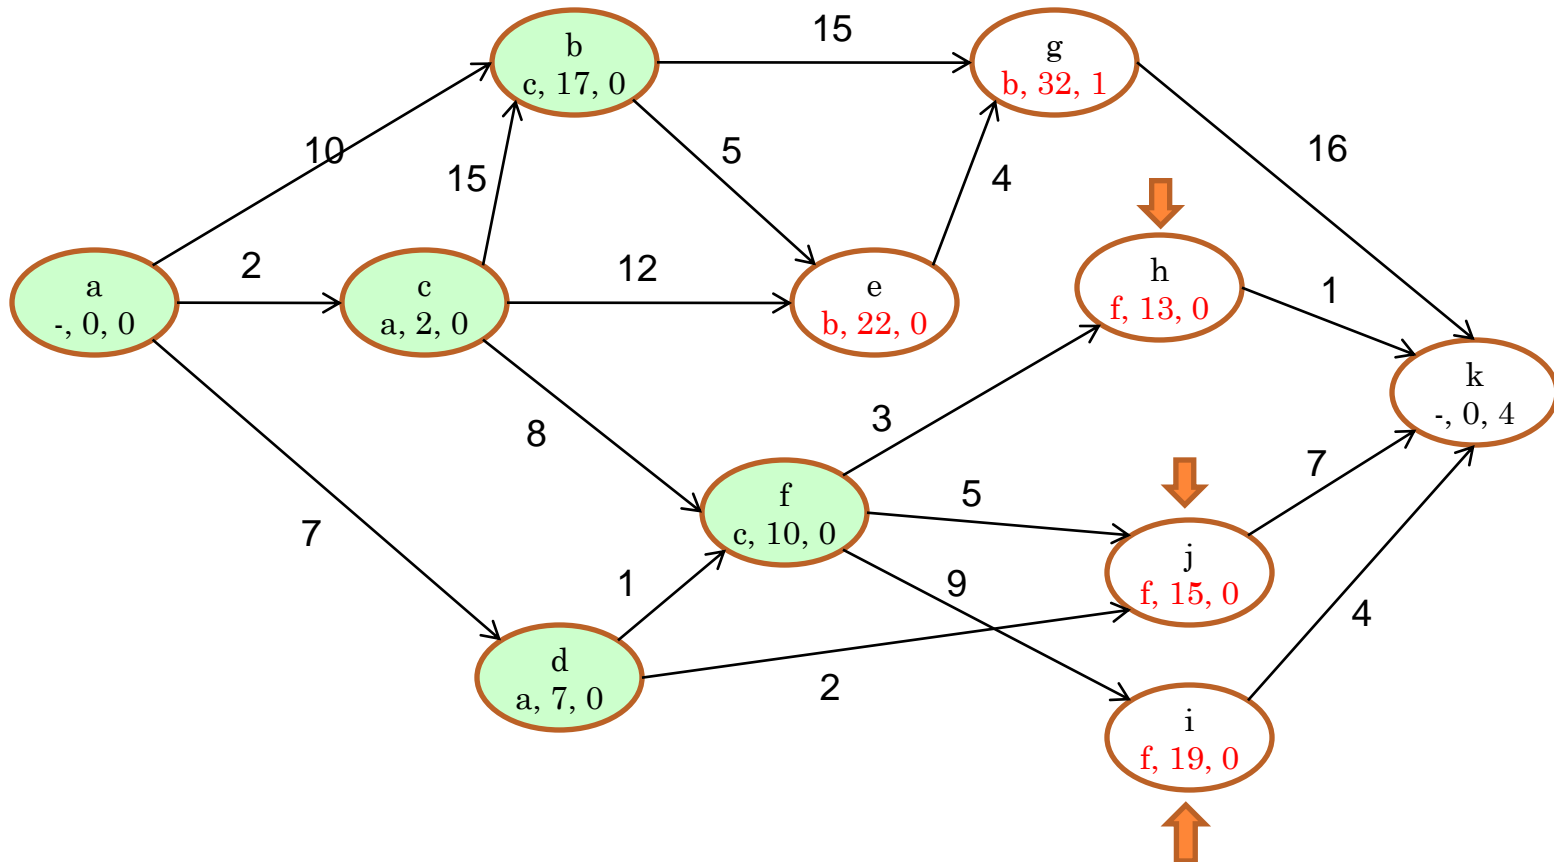 15
b
c, 17, 0
g
b, 32, 1
10
5
16
15
4
2
12
h
f, 13, 0
a
-, 0, 0
c
a, 2, 0
e
b, 22, 0
1
k
-, 0, 4
8
3
7
f
c, 10, 0
5
7
j
f, 15, 0
1
9
4
d
a, 7, 0
2
i
f, 19, 0